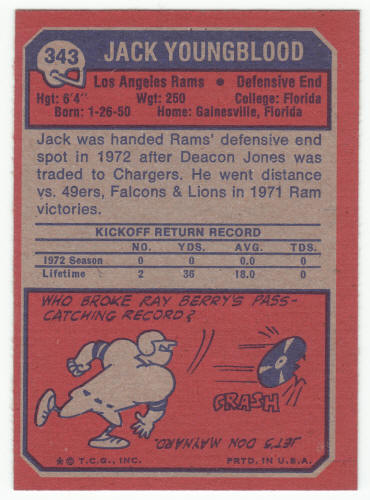 343
JACK YOUNGBLOOD
Los Angeles Rams • Defensive End
Hgt: 6'4" Wgt: 250 College: Florida
Born: 1-26-50 Home: Gainesville, Florida
Jack was handed Rams' defensive end
spot in 1972 after Deacon Jones was
traded to Chargers. He went distance
vs. 49ers, Falcons & Lions in 1971 Ram
victories.
KICKOFF RETURN RECORD
NO. YDS. AVG. TDS.
1972 Season 0 0 0.0 0
Lifetime 2 36 18.0 0
WHO BROKE RAY BERRY'S PASS-
CATCHING RECORD?
CRASH
JETS DON MAYNARD.
* © T.C.G., INC. PRTD. IN U.S.A.